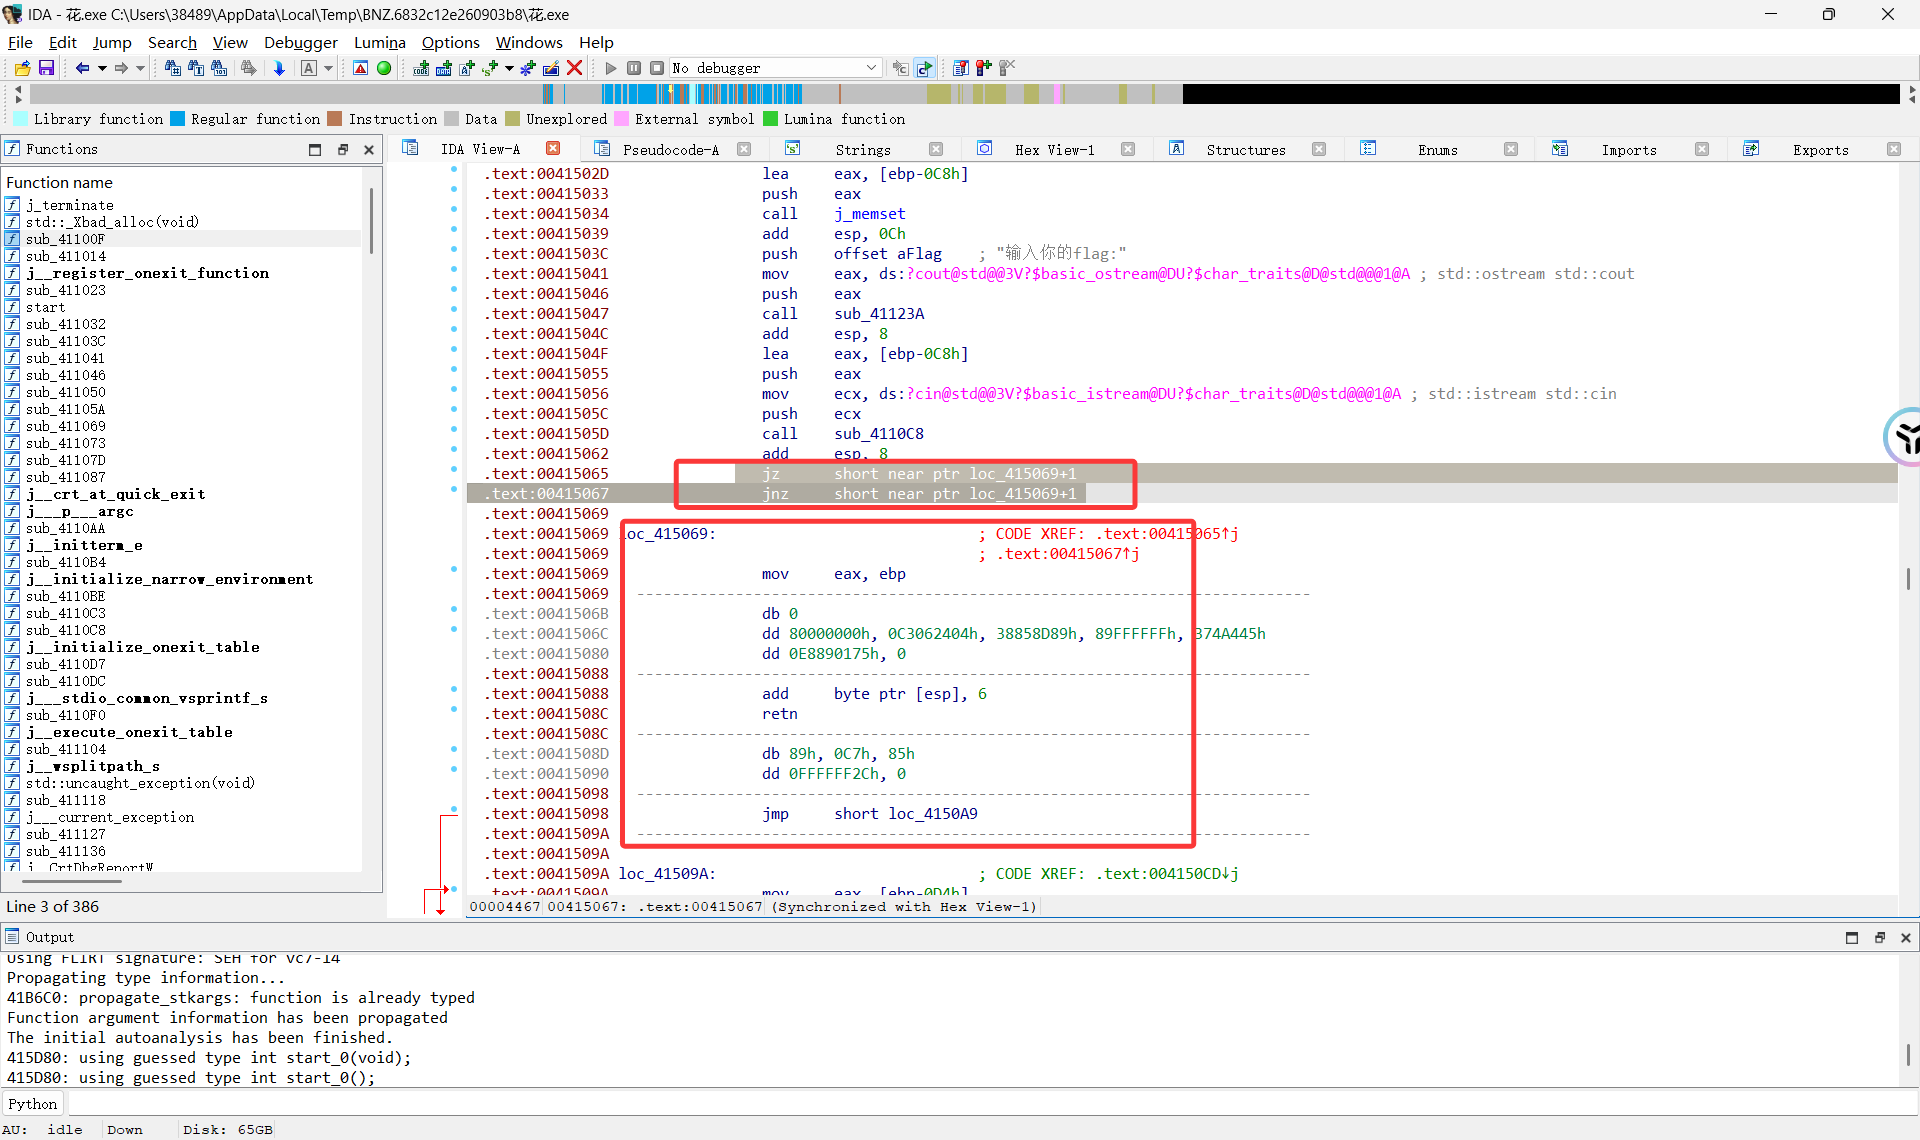 IDA - 花.exe C:\Users\38489\AppData\Local\Temp\BNZ.6832c12e260903b8\花.exe
File Edit Jump Search View Debugger Lumina Options Windows Help
No debugger
Library function Regular function Instruction Data Unexplored External symbol Lumina function
Functions
IDA View-A Pseudocode-A Strings Hex View-1 Structures Enums Imports Exports
Function name
j_terminate
std::_Xbad_alloc(void)
sub_41100F
sub_411014
j__register_onexit_function
sub_411023
start
sub_411032
sub_41103C
sub_411041
sub_411046
sub_411050
sub_41105A
sub_411069
sub_411073
sub_41107D
sub_411087
j__crt_at_quick_exit
j___p___argc
sub_4110AA
j__initterm_e
sub_4110B4
j__initialize_narrow_environment
sub_4110BE
sub_4110C3
sub_4110C8
j__initialize_onexit_table
sub_4110D7
sub_4110DC
j___stdio_common_vsprintf_s
sub_4110F0
j__execute_onexit_table
sub_411104
j__wsplitpath_s
std::uncaught_exception(void)
sub_411118
j___current_exception
sub_411127
sub_411136
j__CrtDbgReportW
Line 3 of 386
.text:0041502D lea eax, [ebp-0C8h]
.text:00415033 push eax
.text:00415034 call j_memset
.text:00415039 add esp, 0Ch
.text:0041503C push offset aFlag ; "输入你的flag:"
.text:00415041 mov eax, ds:?cout@std@@3V?$basic_ostream@DU?$char_traits@D@std@@@1@A ; std::ostream std::cout
.text:00415046 push eax
.text:00415047 call sub_41123A
.text:0041504C add esp, 8
.text:0041504F lea eax, [ebp-0C8h]
.text:00415055 push eax
.text:00415056 mov ecx, ds:?cin@std@@3V?$basic_istream@DU?$char_traits@D@std@@@1@A ; std::istream std::cin
.text:0041505C push ecx
.text:0041505D call sub_4110C8
.text:00415062 add esp, 8
.text:00415065 jz short near ptr loc_415069+1
.text:00415067 jnz short near ptr loc_415069+1
.text:00415069
.text:00415069 loc_415069: ; CODE XREF: .text:00415065↑j
.text:00415069 ; .text:00415067↑j
.text:00415069 mov eax, ebp
.text:00415069 ---------------------------------------------------------------------------
.text:0041506B db 0
.text:0041506C dd 80000000h, 0C3062404h, 38858D89h, 89FFFFFFh, 374A445h
.text:00415080 dd 0E8890175h, 0
.text:00415088 ---------------------------------------------------------------------------
.text:00415088 add byte ptr [esp], 6
.text:0041508C retn
.text:0041508C ---------------------------------------------------------------------------
.text:0041508D db 89h, 0C7h, 85h
.text:00415090 dd 0FFFFFF2Ch, 0
.text:00415098 ---------------------------------------------------------------------------
.text:00415098 jmp short loc_4150A9
.text:0041509A ---------------------------------------------------------------------------
.text:0041509A
.text:0041509A loc_41509A: ; CODE XREF: .text:004150CD↓j
.text:0041509A mov eax, [ebp-0D4h]
00004467 00415067: .text:00415067 (Synchronized with Hex View-1)
Output
Using FLIRT signature: SEH for vc7-14
Propagating type information...
41B6C0: propagate_stkargs: function is already typed
Function argument information has been propagated
The initial autoanalysis has been finished.
415D80: using guessed type int start_0(void);
415D80: using guessed type int start_0();
Python
AU: idle Down Disk: 65GB